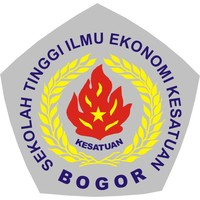 SEKOLAH TINGGI ILMU EKONOMI KESATUAN
KESATUAN
BOGOR